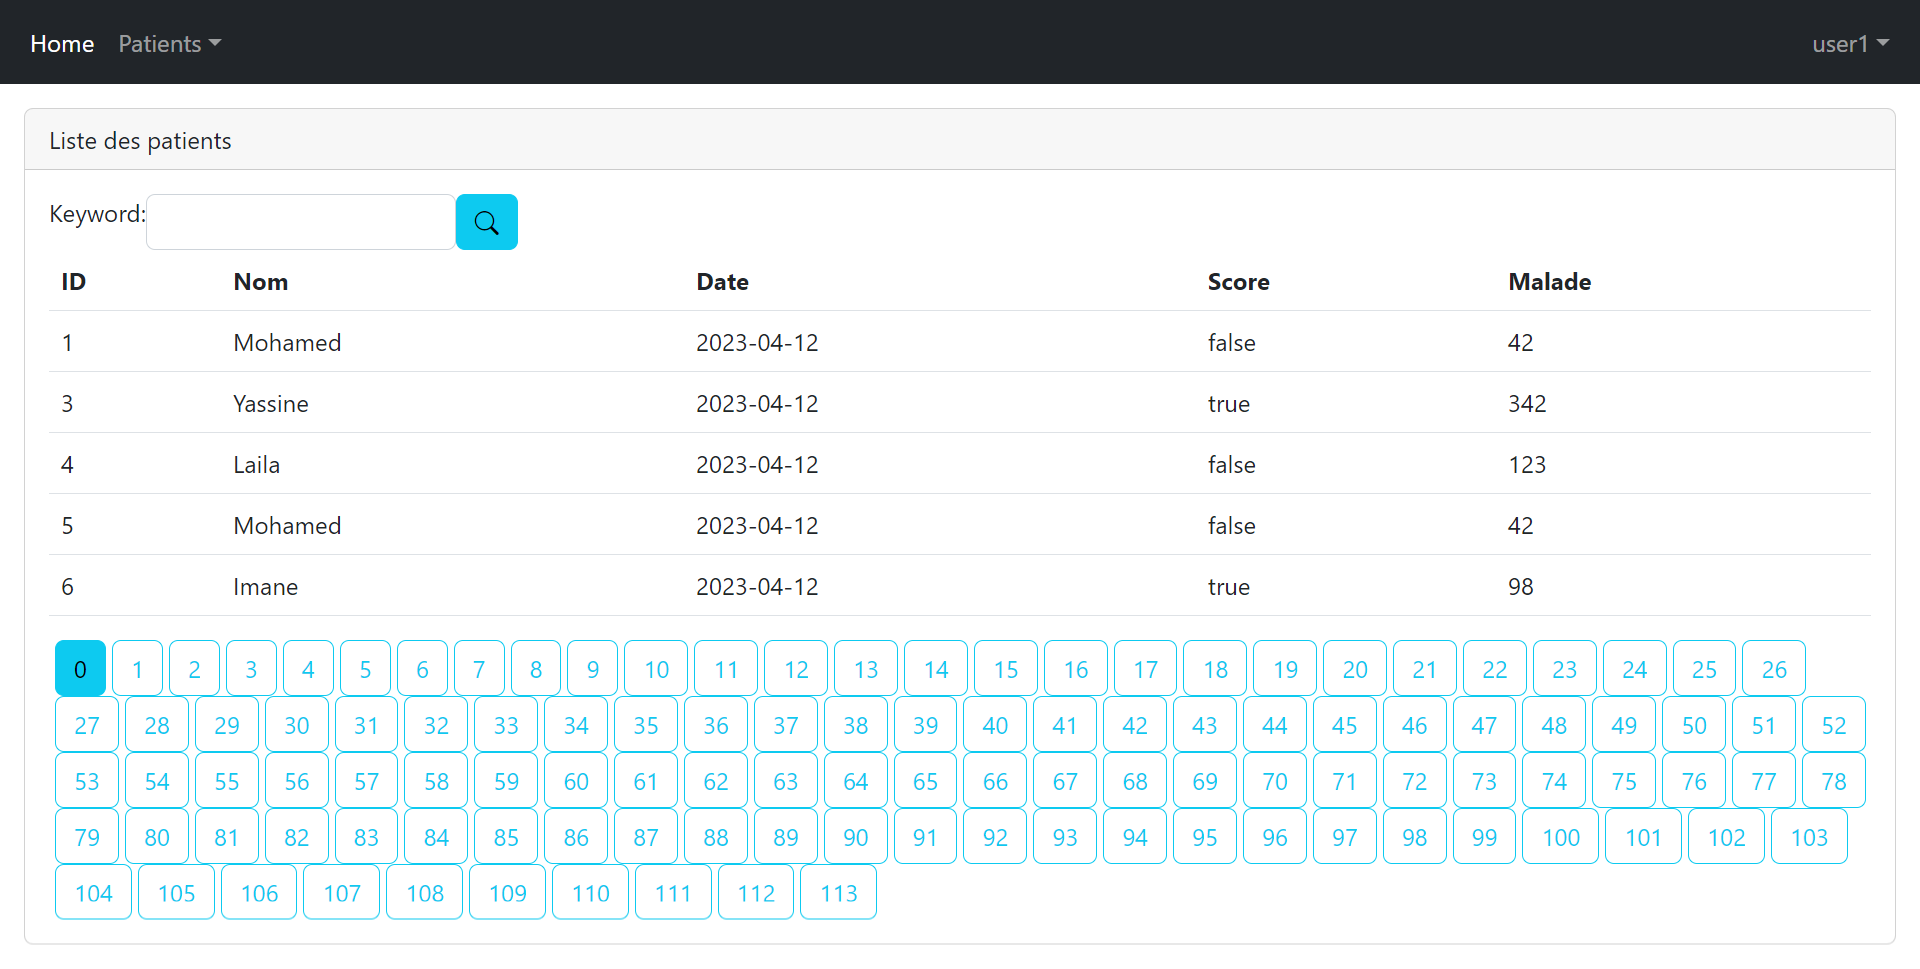 Home Patients user1
Liste des patients
Keyword:
ID Nom Date Score Malade
1 Mohamed 2023-04-12 false 42
3 Yassine 2023-04-12 true 342
4 Laila 2023-04-12 false 123
5 Mohamed 2023-04-12 false 42
6 Imane 2023-04-12 true 98
0 1 2 3 4 5 6 7 8 9 10 11 12 13 14 15 16 17 18 19 20 21 22 23 24 25 26
27 28 29 30 31 32 33 34 35 36 37 38 39 40 41 42 43 44 45 46 47 48 49 50 51 52
53 54 55 56 57 58 59 60 61 62 63 64 65 66 67 68 69 70 71 72 73 74 75 76 77 78
79 80 81 82 83 84 85 86 87 88 89 90 91 92 93 94 95 96 97 98 99 100 101 102 103
104 105 106 107 108 109 110 111 112 113